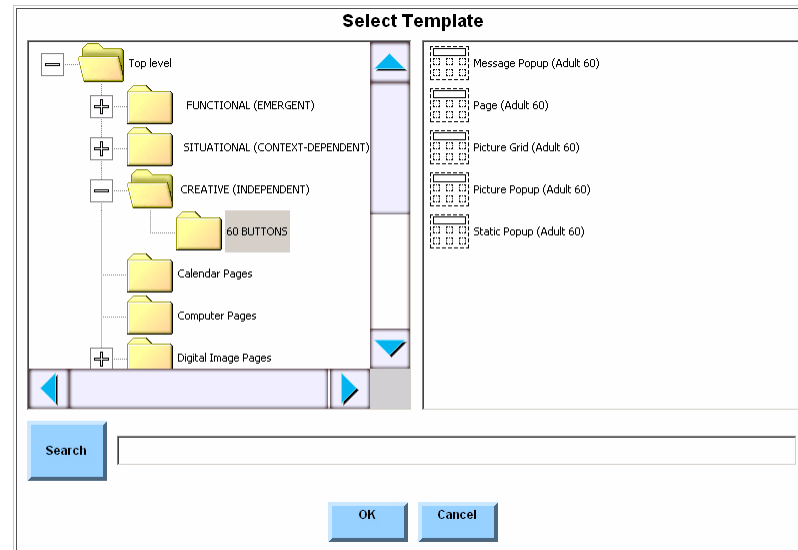 Select Template
Top level
FUNCTIONAL (EMERGENT)
SITUATIONAL (CONTEXT-DEPENDENT)
CREATIVE (INDEPENDENT)
60 BUTTONS
Calendar Pages
Computer Pages
Digital Image Pages
Message Popup (Adult 60)
Page (Adult 60)
Picture Grid (Adult 60)
Picture Popup (Adult 60)
Static Popup (Adult 60)
Search
OK
Cancel